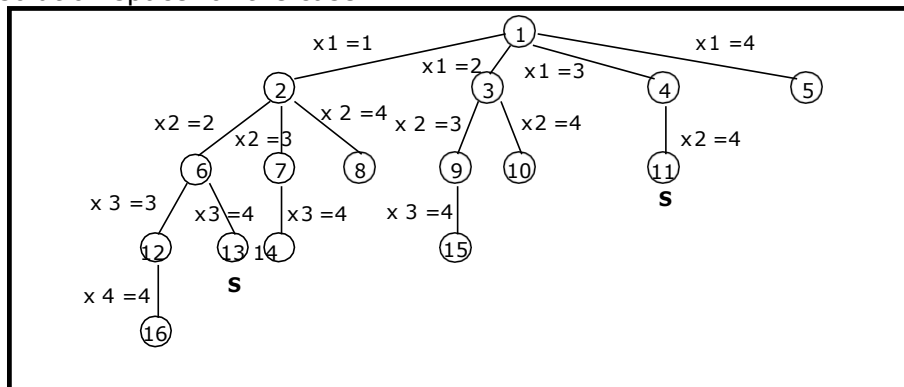 1
x1 =1
x1 =4
x1 =2
x1 =3
2
3
4
5
x2 =2
x2 =3
x 2 =4
x 2 =3
x2 =4
x2 =4
6
7
8
9
10
11
S
x 3 =3
x3 =4
x3 =4
x 3 =4
12
13
14
15
S
x 4 =4
16